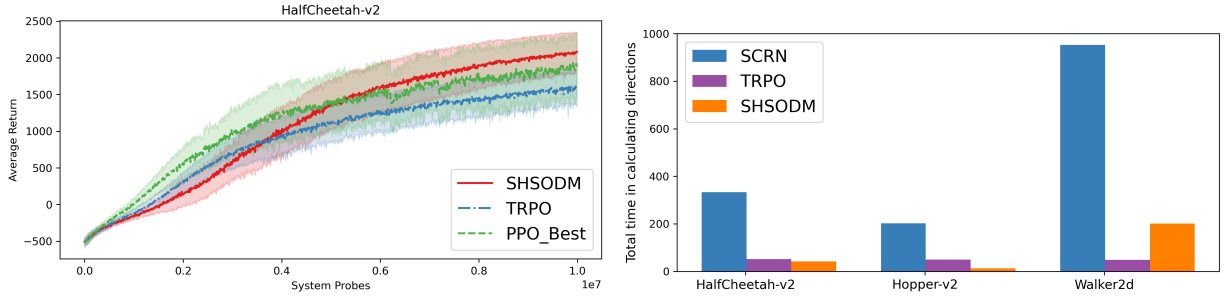 HalfCheetah-v2
Average Return
2500
2000
1500
1000
500
0
−500
0.0
0.2
0.4
0.6
0.8
1.0
1e7
System Probes
SHSODM
TRPO
PPO_Best
Total time in calculating directions
1000
800
600
400
200
0
SCRN
TRPO
SHSODM
HalfCheetah-v2
Hopper-v2
Walker2d